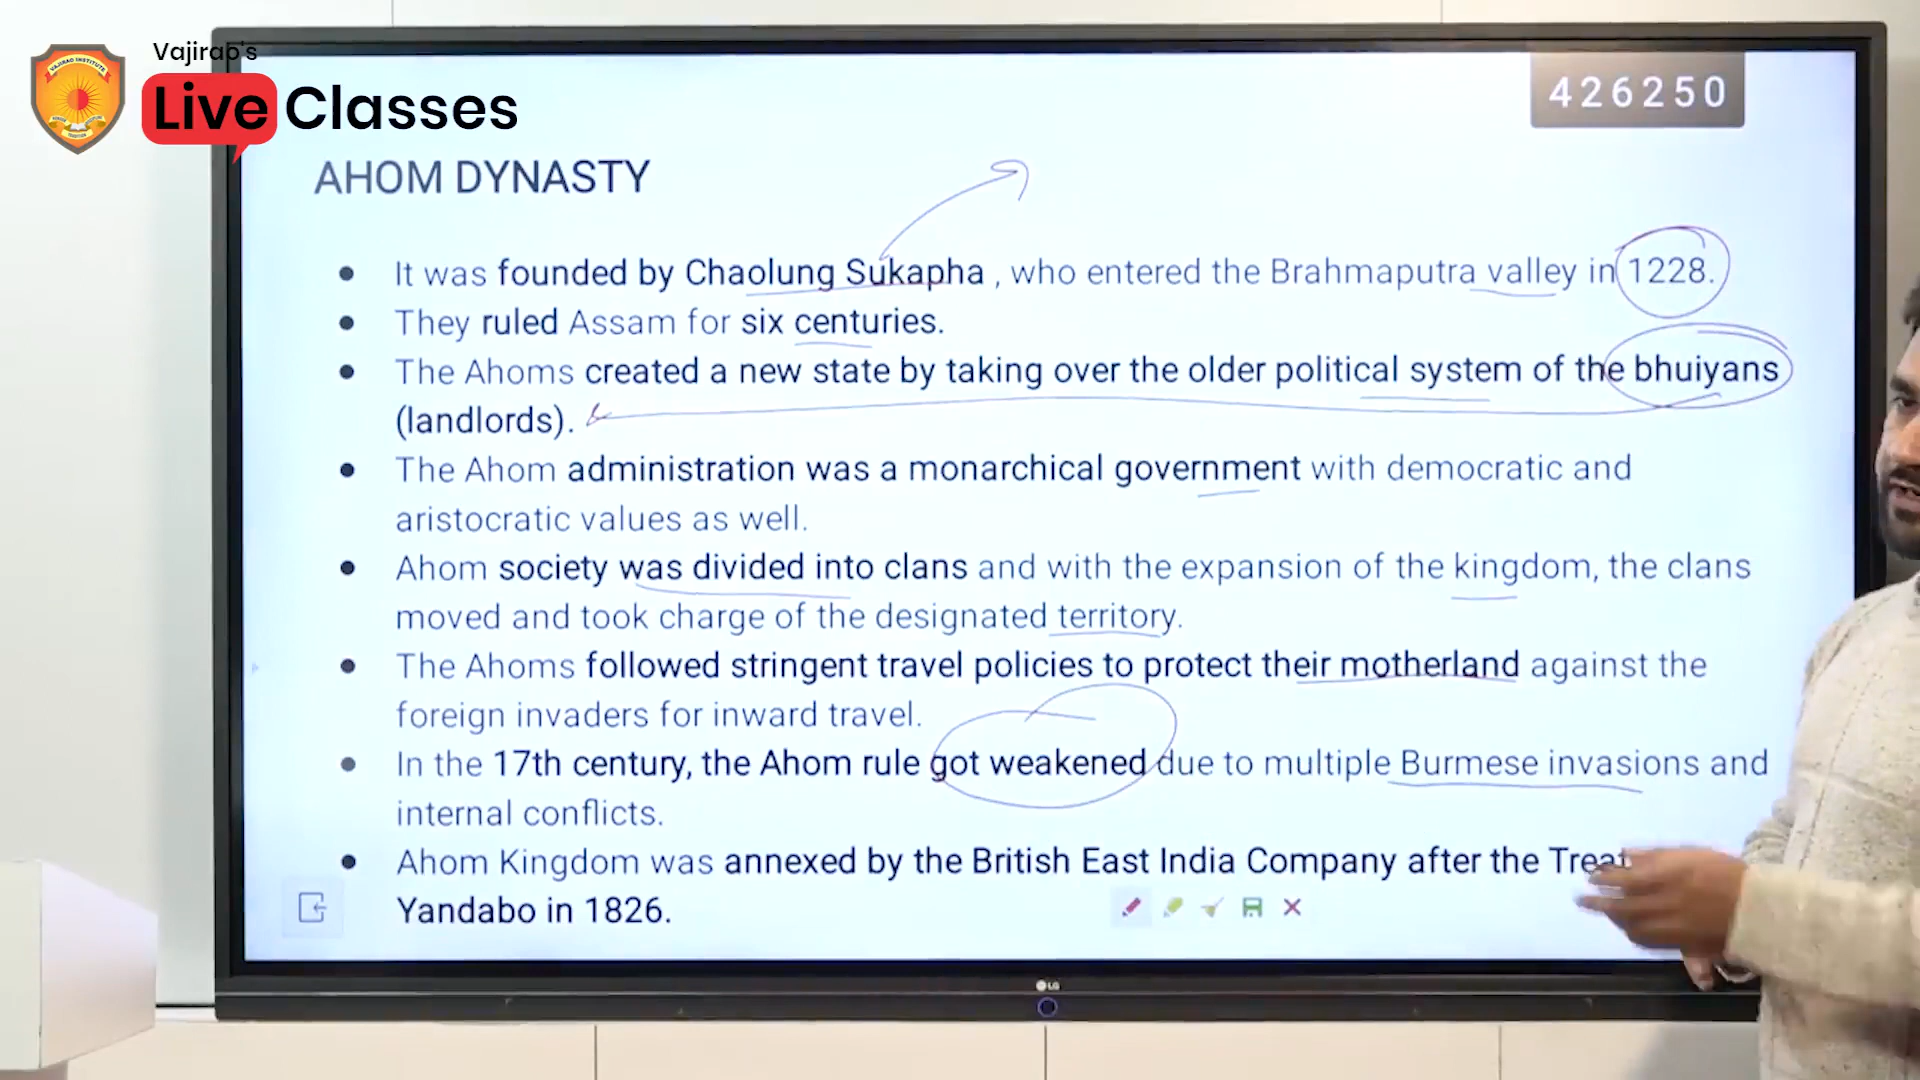 Vajirao's
Live Classes
VAJIRAO INSTITUTE
426250
AHOM DYNASTY
It was founded by Chaolung Sukapha , who entered the Brahmaputra valley in 1228.
They ruled Assam for six centuries.
The Ahoms created a new state by taking over the older political system of the bhuiyans
(landlords).
The Ahom administration was a monarchical government with democratic and
aristocratic values as well.
Ahom society was divided into clans and with the expansion of the kingdom, the clans
moved and took charge of the designated territory.
The Ahoms followed stringent travel policies to protect their motherland against the
foreign invaders for inward travel.
In the 17th century, the Ahom rule got weakened due to multiple Burmese invasions and
internal conflicts.
Ahom Kingdom was annexed by the British East India Company after the
Yandabo in 1826.
LG